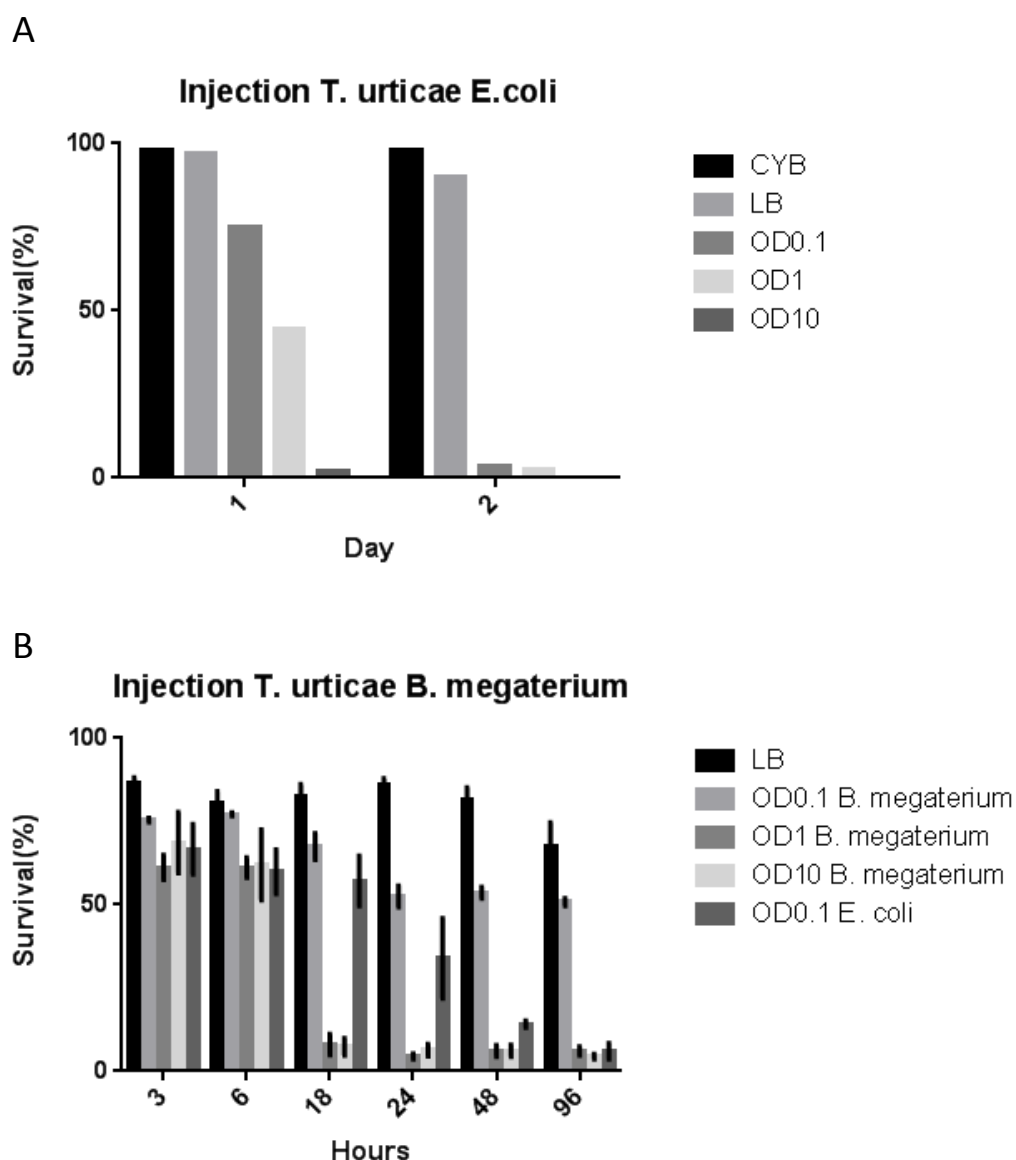 A
Injection T. urticae E.coli
100
50
0
Survival(%)
1
2
Day
CYB
LB
OD0.1
OD1
OD10
B
Injection T. urticae B. megaterium
100
50
0
Survival(%)
3
6
18
24
48
96
Hours
LB
OD0.1 B. megaterium
OD1 B. megaterium
OD10 B. megaterium
OD0.1 E. coli